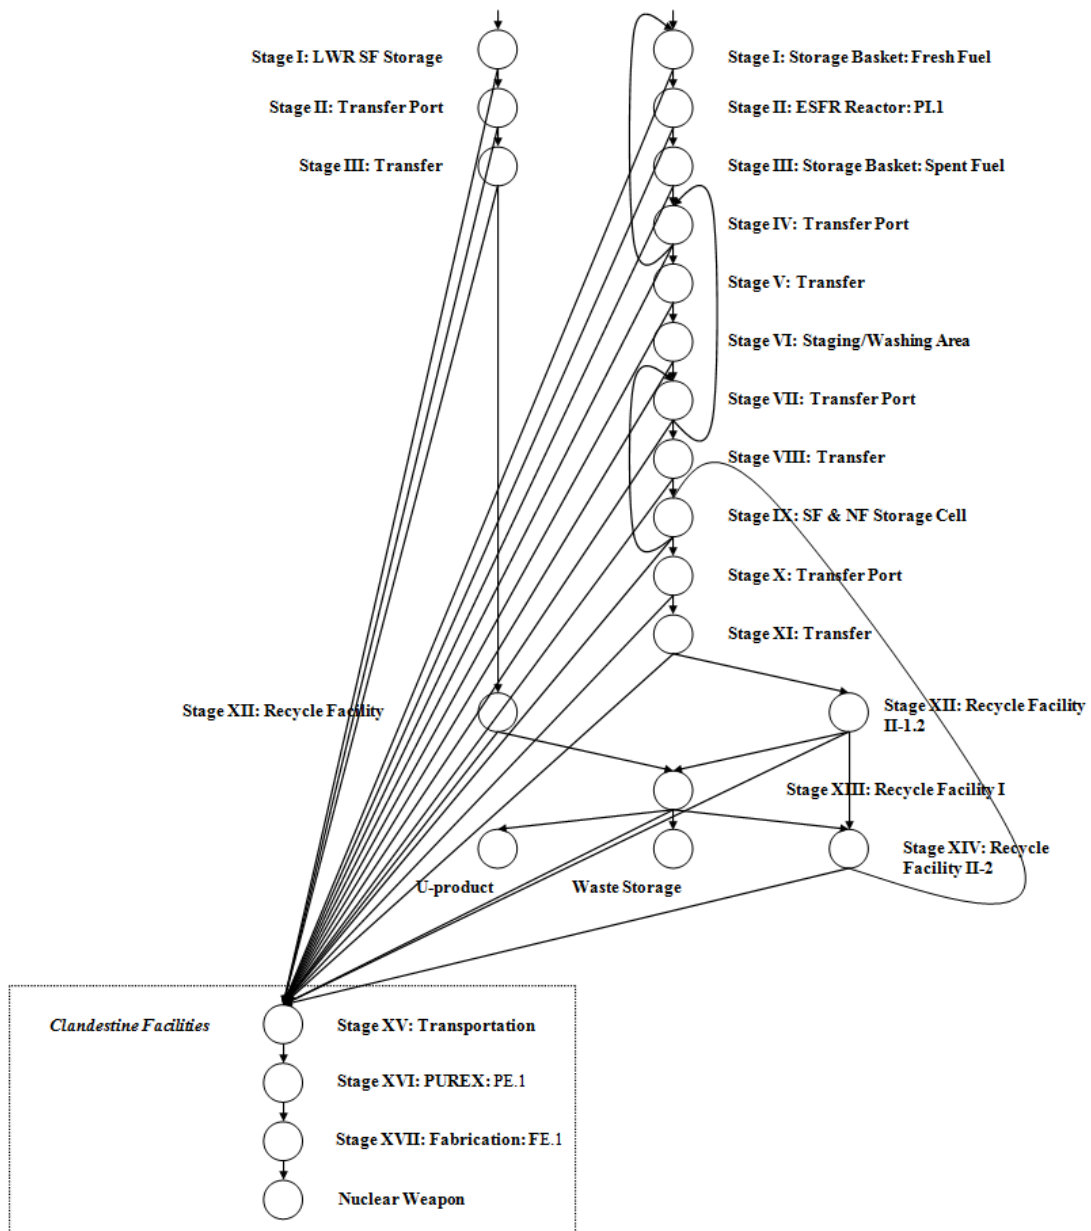 Stage I: LWR SF Storage
Stage I: Storage Basket: Fresh Fuel
Stage II: Transfer Port
Stage II: ESFR Reactor: PI.1
Stage III: Transfer
Stage III: Storage Basket: Spent Fuel
Stage IV: Transfer Port
Stage V: Transfer
Stage VI: Staging/Washing Area
Stage VII: Transfer Port
Stage VIII: Transfer
Stage IX: SF & NF Storage Cell
Stage X: Transfer Port
Stage XI: Transfer
Stage XII: Recycle Facility
Stage XII: Recycle Facility
II-1.2
Stage XIII: Recycle Facility I
Stage XIV: Recycle
Facility II-2
U-product
Waste Storage
Clandestine Facilities
Stage XV: Transportation
Stage XVI: PUREX: PE.1
Stage XVII: Fabrication: FE.1
Nuclear Weapon